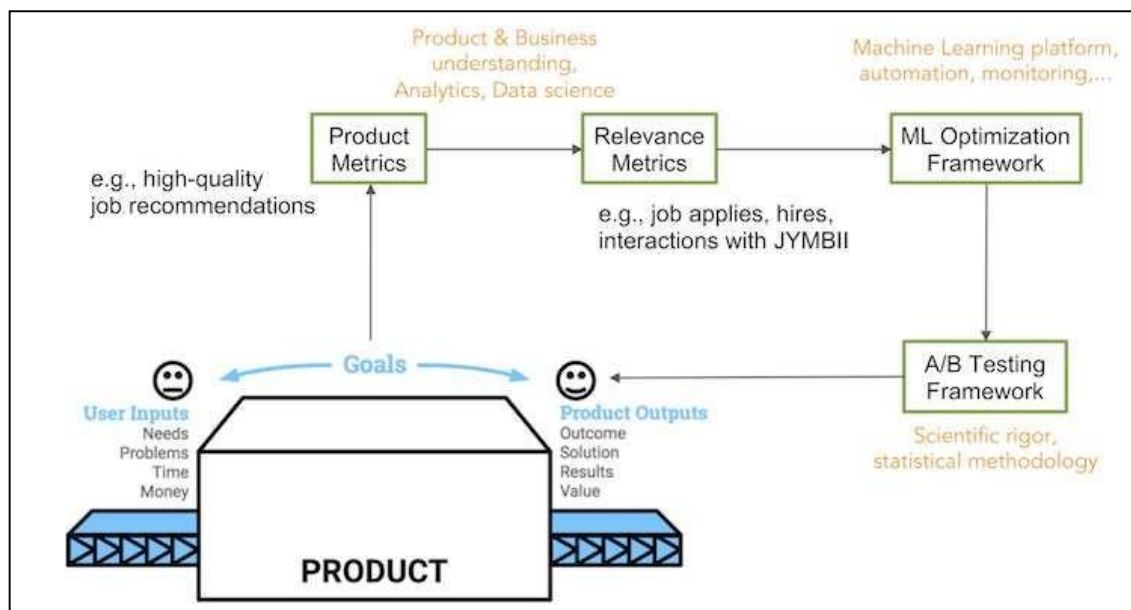 Product & Business
understanding,
Analytics, Data science
Machine Learning platform,
automation, monitoring,...
Product
Metrics
Relevance
Metrics
ML Optimization
Framework
e.g., high-quality
job recommendations
e.g., job applies, hires,
interactions with JYMBII
Goals
A/B Testing
Framework
User Inputs
Needs
Problems
Time
Money
Product Outputs
Outcome
Solution
Results
Value
Scientific rigor,
statistical methodology
PRODUCT